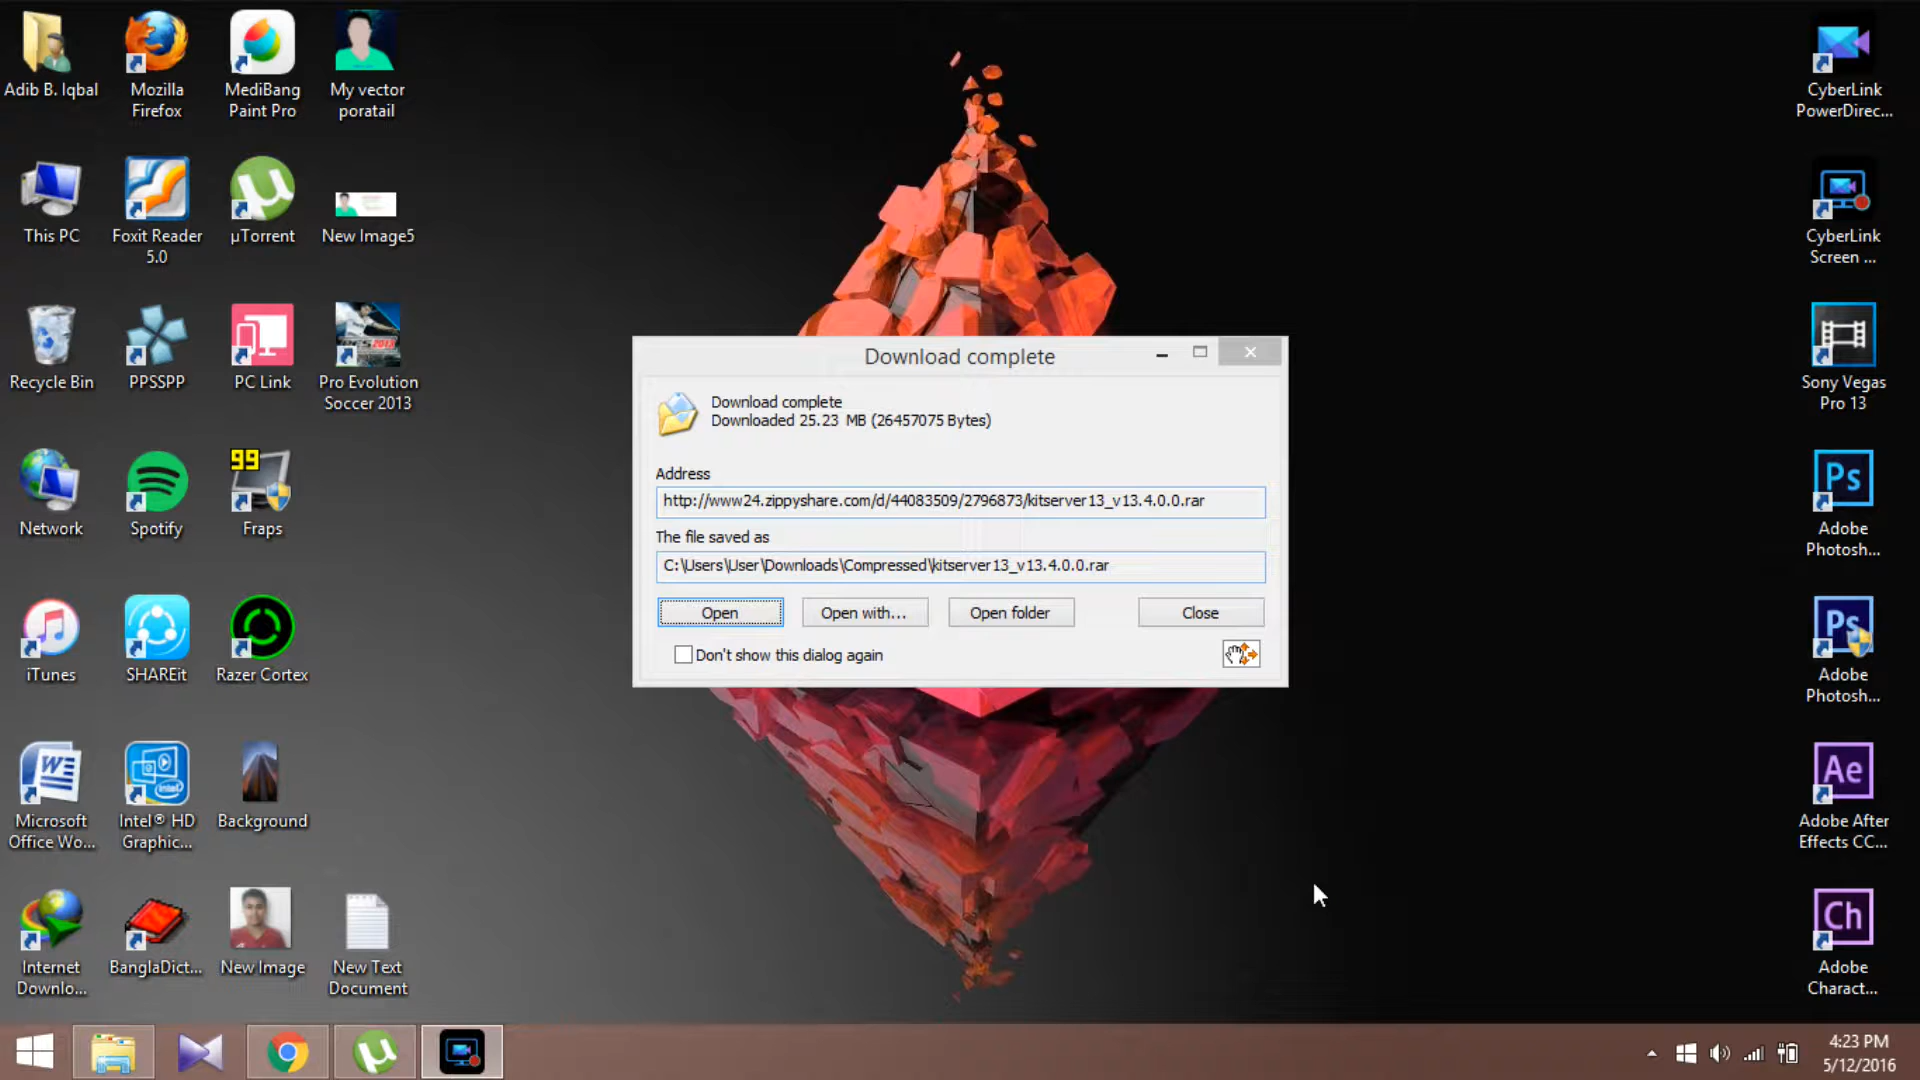 Adib B. Iqbal
Mozilla
Firefox
MediBang
Paint Pro
My vector
poratail
CyberLink
PowerDirec...
This PC
Foxit Reader
5.0
µTorrent
New Image5
CyberLink
Screen ...
Recycle Bin
PPSSPP
PC Link
Pro Evolution
Soccer 2013
Sony Vegas
Pro 13
Network
Spotify
99
Fraps
Ps
Adobe
Photosh...
iTunes
SHAREit
Razer Cortex
Ps
Adobe
Photosh...
W
Microsoft
Office Wo...
intel
Intel® HD
Graphic...
Background
Ae
Adobe After
Effects CC...
Internet
Downlo...
BanglaDict...
New Image
New Text
Document
Ch
Adobe
Charact...
Download complete
Download complete
Downloaded 25.23 MB (26457075 Bytes)
Address
http://www24.zippyshare.com/d/44083509/2796873/kitserver13_v13.4.0.0.rar
The file saved as
C:\Users\User\Downloads\Compressed\kitserver13_v13.4.0.0.rar
Open
Open with...
Open folder
Close
Don't show this dialog again
4:23 PM
5/12/2016